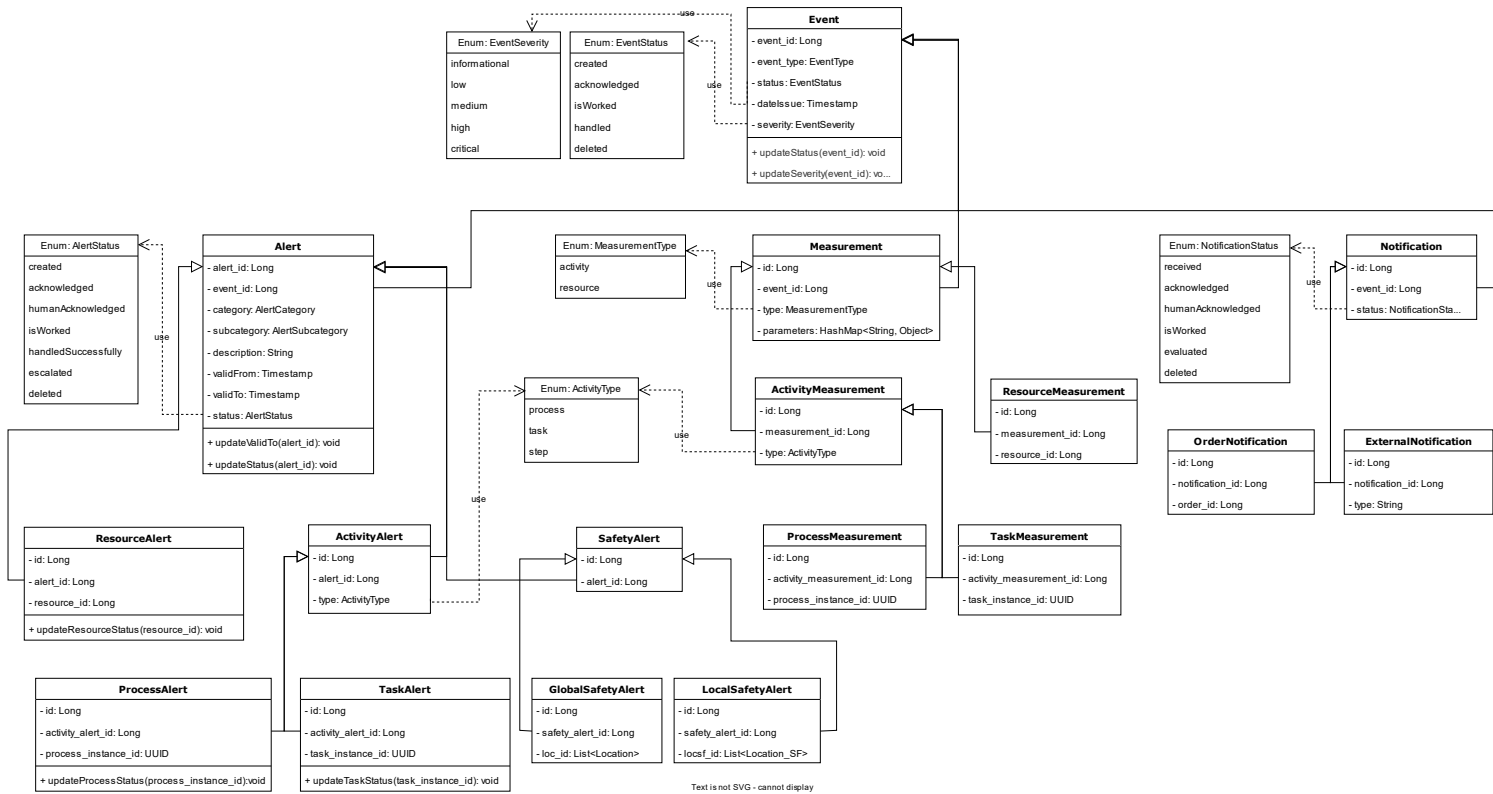 Event
- event_id: Long
- event_type: EventType
- status: EventStatus
- dateIssue: Timestamp
- severity: EventSeverity
+ updateStatus(event_id): void
+ updateSeverity(event_id): vo...
use
use
Enum: EventSeverity
informational
low
medium
high
critical
Enum: EventStatus
created
acknowledged
isWorked
handled
deleted
Enum: AlertStatus
created
acknowledged
humanAcknowledged
isWorked
handledSuccessfully
escalated
deleted
use
Alert
- alert_id: Long
- event_id: Long
- category: AlertCategory
- subcategory: AlertSubcategory
- description: String
- validFrom: Timestamp
- validTo: Timestamp
- status: AlertStatus
+ updateValidTo(alert_id): void
+ updateStatus(alert_id): void
Enum: MeasurementType
activity
resource
use
Measurement
- id: Long
- event_id: Long
- type: MeasurementType
- parameters: HashMap<String, Object>
Enum: NotificationStatus
received
acknowledged
humanAcknowledged
isWorked
evaluated
deleted
use
Notification
- id: Long
- event_id: Long
- status: NotificationSta...
Enum: ActivityType
process
task
step
use
use
ActivityMeasurement
- id: Long
- measurement_id: Long
- type: ActivityType
ResourceMeasurement
- id: Long
- measurement_id: Long
- resource_id: Long
OrderNotification
- id: Long
- notification_id: Long
- order_id: Long
ExternalNotification
- id: Long
- notification_id: Long
- type: String
ResourceAlert
- id: Long
- alert_id: Long
- resource_id: Long
+ updateResourceStatus(resource_id): void
ActivityAlert
- id: Long
- alert_id: Long
- type: ActivityType
SafetyAlert
- id: Long
- alert_id: Long
ProcessMeasurement
- id: Long
- activity_measurement_id: Long
- process_instance_id: UUID
TaskMeasurement
- id: Long
- activity_measurement_id: Long
- task_instance_id: UUID
ProcessAlert
- id: Long
- activity_alert_id: Long
- process_instance_id: UUID
+ updateProcessStatus(process_instance_id):void
TaskAlert
- id: Long
- activity_alert_id: Long
- task_instance_id: UUID
+ updateTaskStatus(task_instance_id): void
GlobalSafetyAlert
- id: Long
- safety_alert_id: Long
- loc_id: List<Location>
LocalSafetyAlert
- id: Long
- safety_alert_id: Long
- locsf_id: List<Location_SF>
Text is not SVG - cannot display